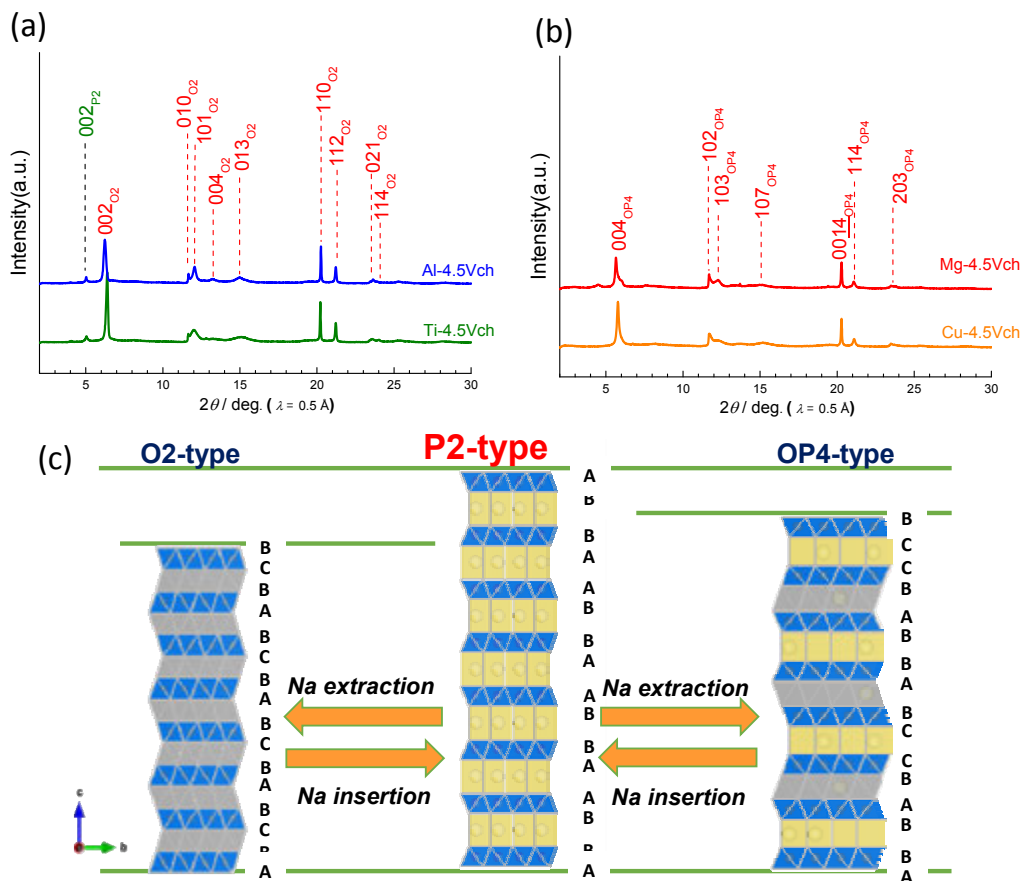 (a)
Intensity(a.u.)
002P2
002O2
010O2
101O2
004O2
013O2
110O2
112O2
021O2
114O2
Al-4.5Vch
Ti-4.5Vch
5 10 15 20 25 30
2θ / deg. ( λ = 0.5 Å)
(b)
Intensity(a.u.)
004OP4
102OP4
103OP4
107OP4
0014OP4
114OP4
203OP4
Mg-4.5Vch
Cu-4.5Vch
5 10 15 20 25 30
2θ / deg. ( λ = 0.5 Å)
(c)
O2-type
B
C
B
A
B
C
B
A
B
C
B
A
B
C
A
c
b
Na extraction
Na insertion
P2-type
A
B
B
A
A
B
B
A
A
B
B
A
A
B
A
Na extraction
Na insertion
OP4-type
B
C
C
B
A
B
B
A
B
C
C
B
A
B
B
A